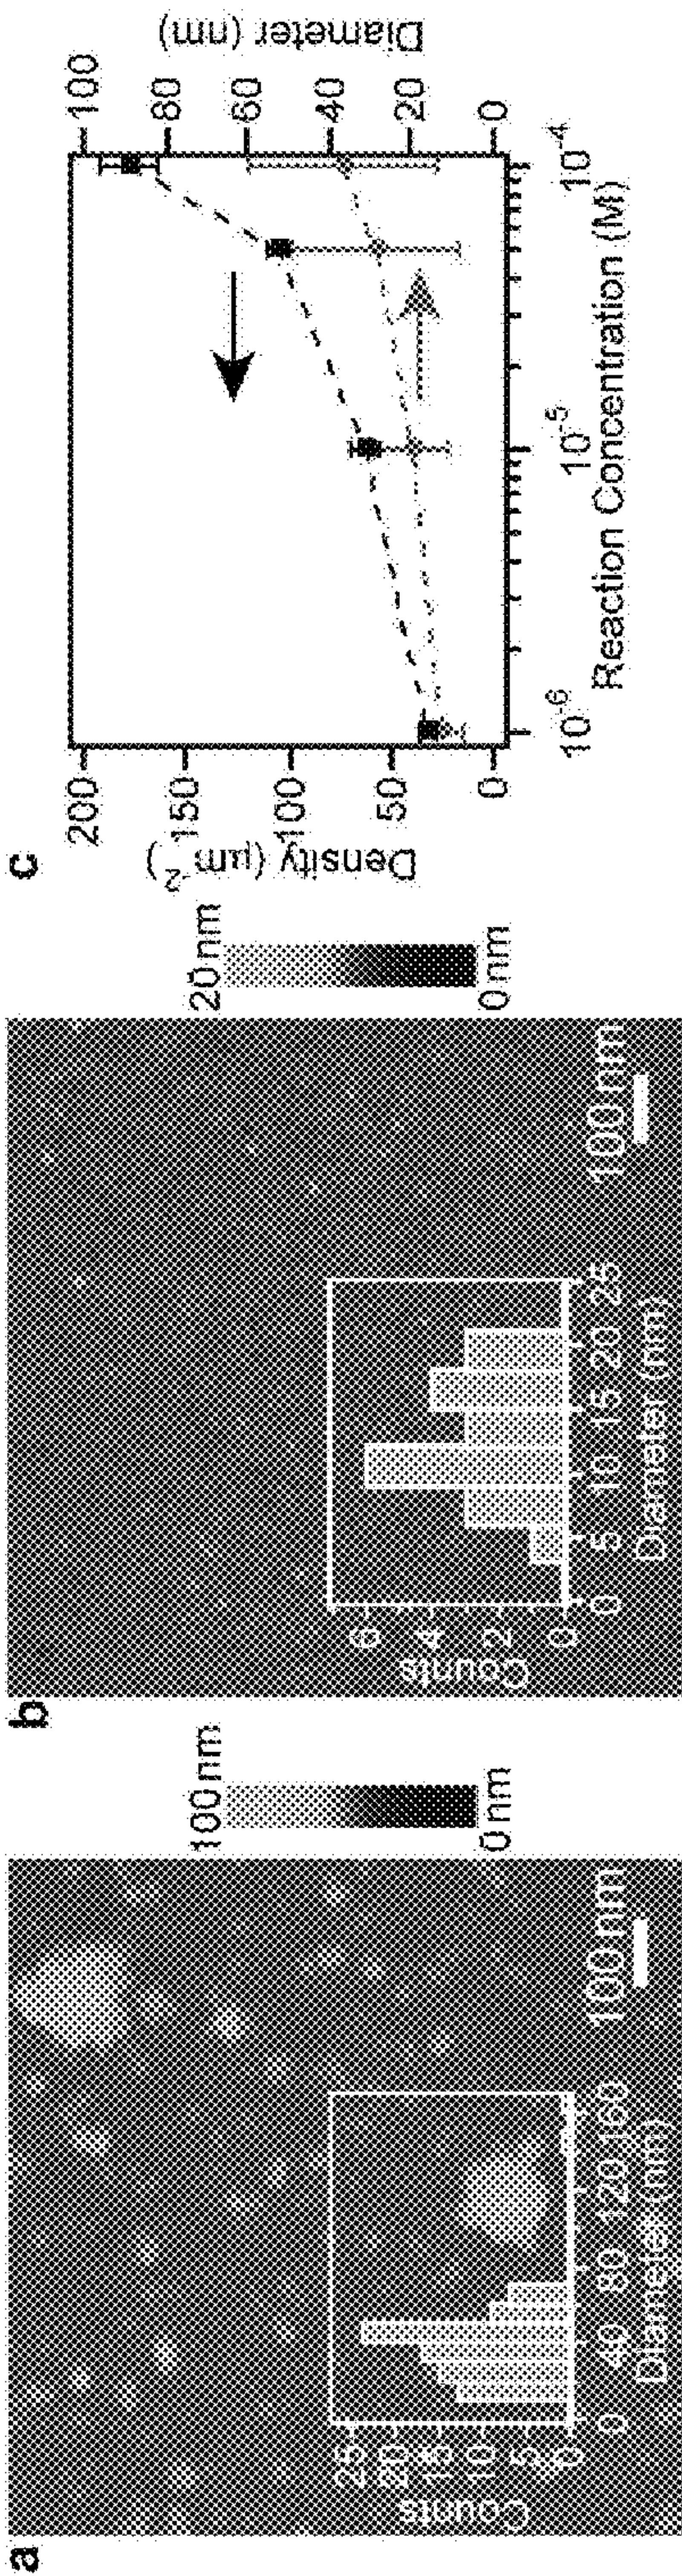 a
100 nm
0 nm
Counts
25
20
15
10
5
0
0 40 80 120 160
Diameter (nm)
100 nm
b
20 nm
0 nm
Counts
6
4
2
0
0 5 10 15 20 25
Diameter (nm)
100 nm
c
Density (μm⁻²)
200
150
100
50
0
Diameter (nm)
100
80
60
40
20
0
10⁻⁶ 10⁻⁵ 10⁻⁴
Reaction Concentration (M)